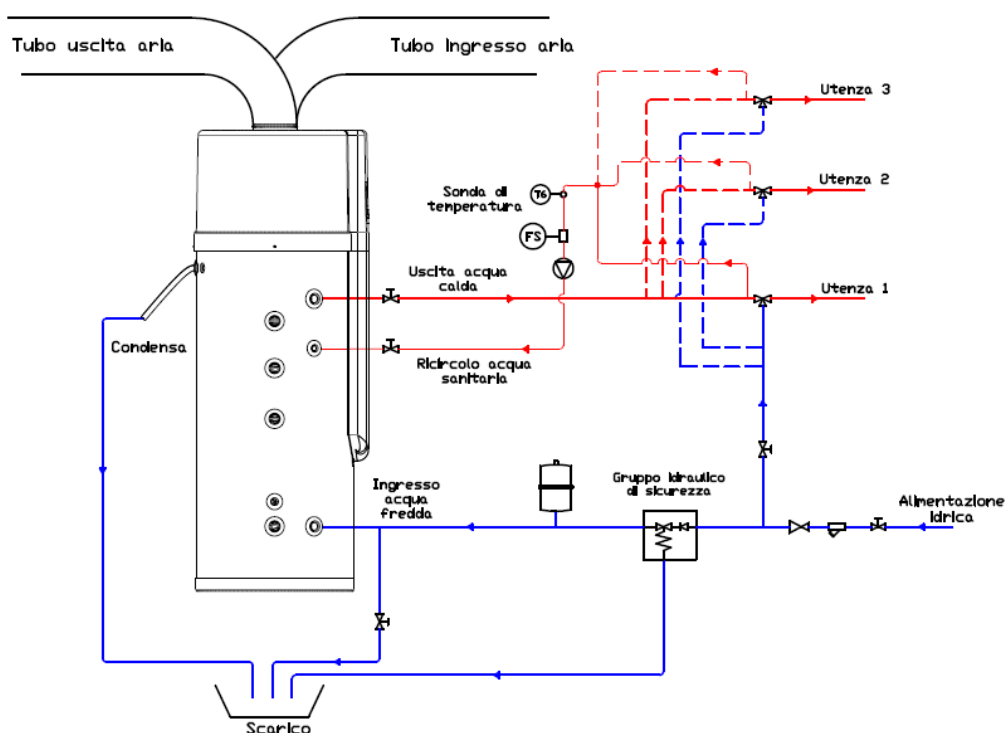 Tubo uscita aria
Tubo ingresso aria
Utenza 3
Utenza 2
Sonda di
temperatura
T6
FS
Uscita acqua
calda
Utenza 1
Condensa
Ricircolo acqua
sanitaria
Ingresso
acqua
fredda
Gruppo idraulico
di sicurezza
Alimentazione
idrica
Scarico